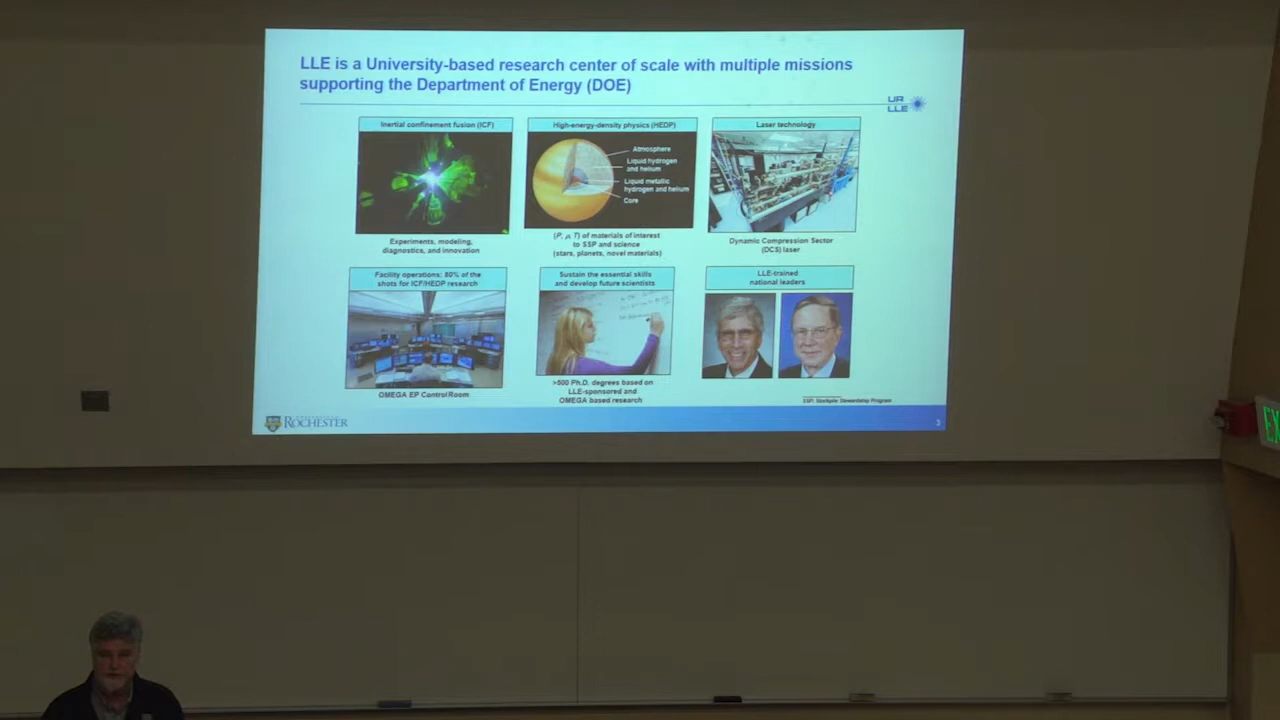 LLE is a University-based research center of scale with multiple missions
supporting the Department of Energy (DOE)
UR
LLE
Inertial confinement fusion (ICF)
Experiments, modeling,
diagnostics, and innovation
High-energy-density physics (HEDP)
Atmosphere
Liquid hydrogen
and helium
Liquid metallic
hydrogen and helium
Core
(P, ρ, T) of materials of interest
to SSP and science
(stars, planets, novel materials)
Laser technology
Dynamic Compression Sector
(DCS) laser
Facility operations; 80% of the
shots for ICF/HEDP research
OMEGA EP Control Room
Sustain the essential skills
and develop future scientists
>500 Ph.D. degrees based on
LLE-sponsored and
OMEGA based research
LLE-trained
national leaders
Stockpile Stewardship Program
ROCHESTER
3
EX